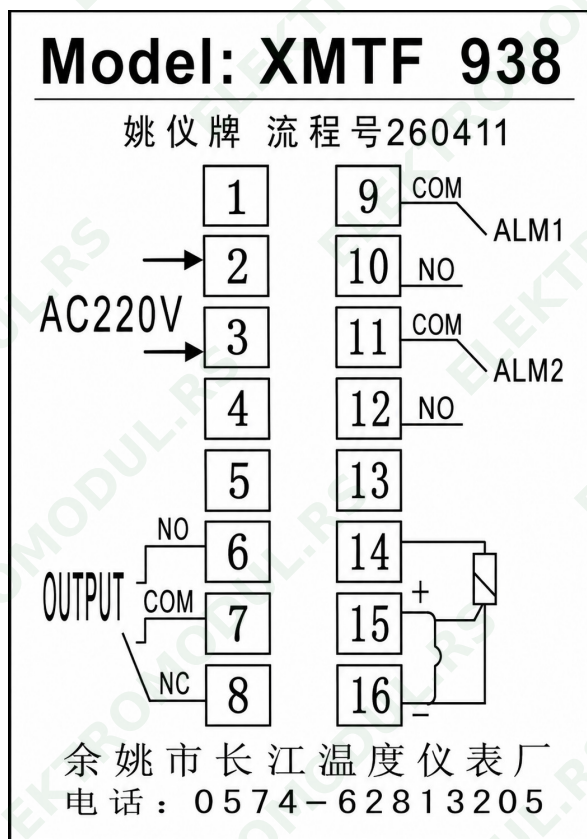 Model: XMTF 938
姚仪牌 流程号260411
1
9 COM
ALM1
2
10 NO
AC220V
3
11 COM
ALM2
4
12 NO
5
13
NO 6
14
OUTPUT
COM 7
15 +
NC 8
16 −
余姚市长江温度仪表厂
电话：0574-62813205
ELEKTROMODUL.RS